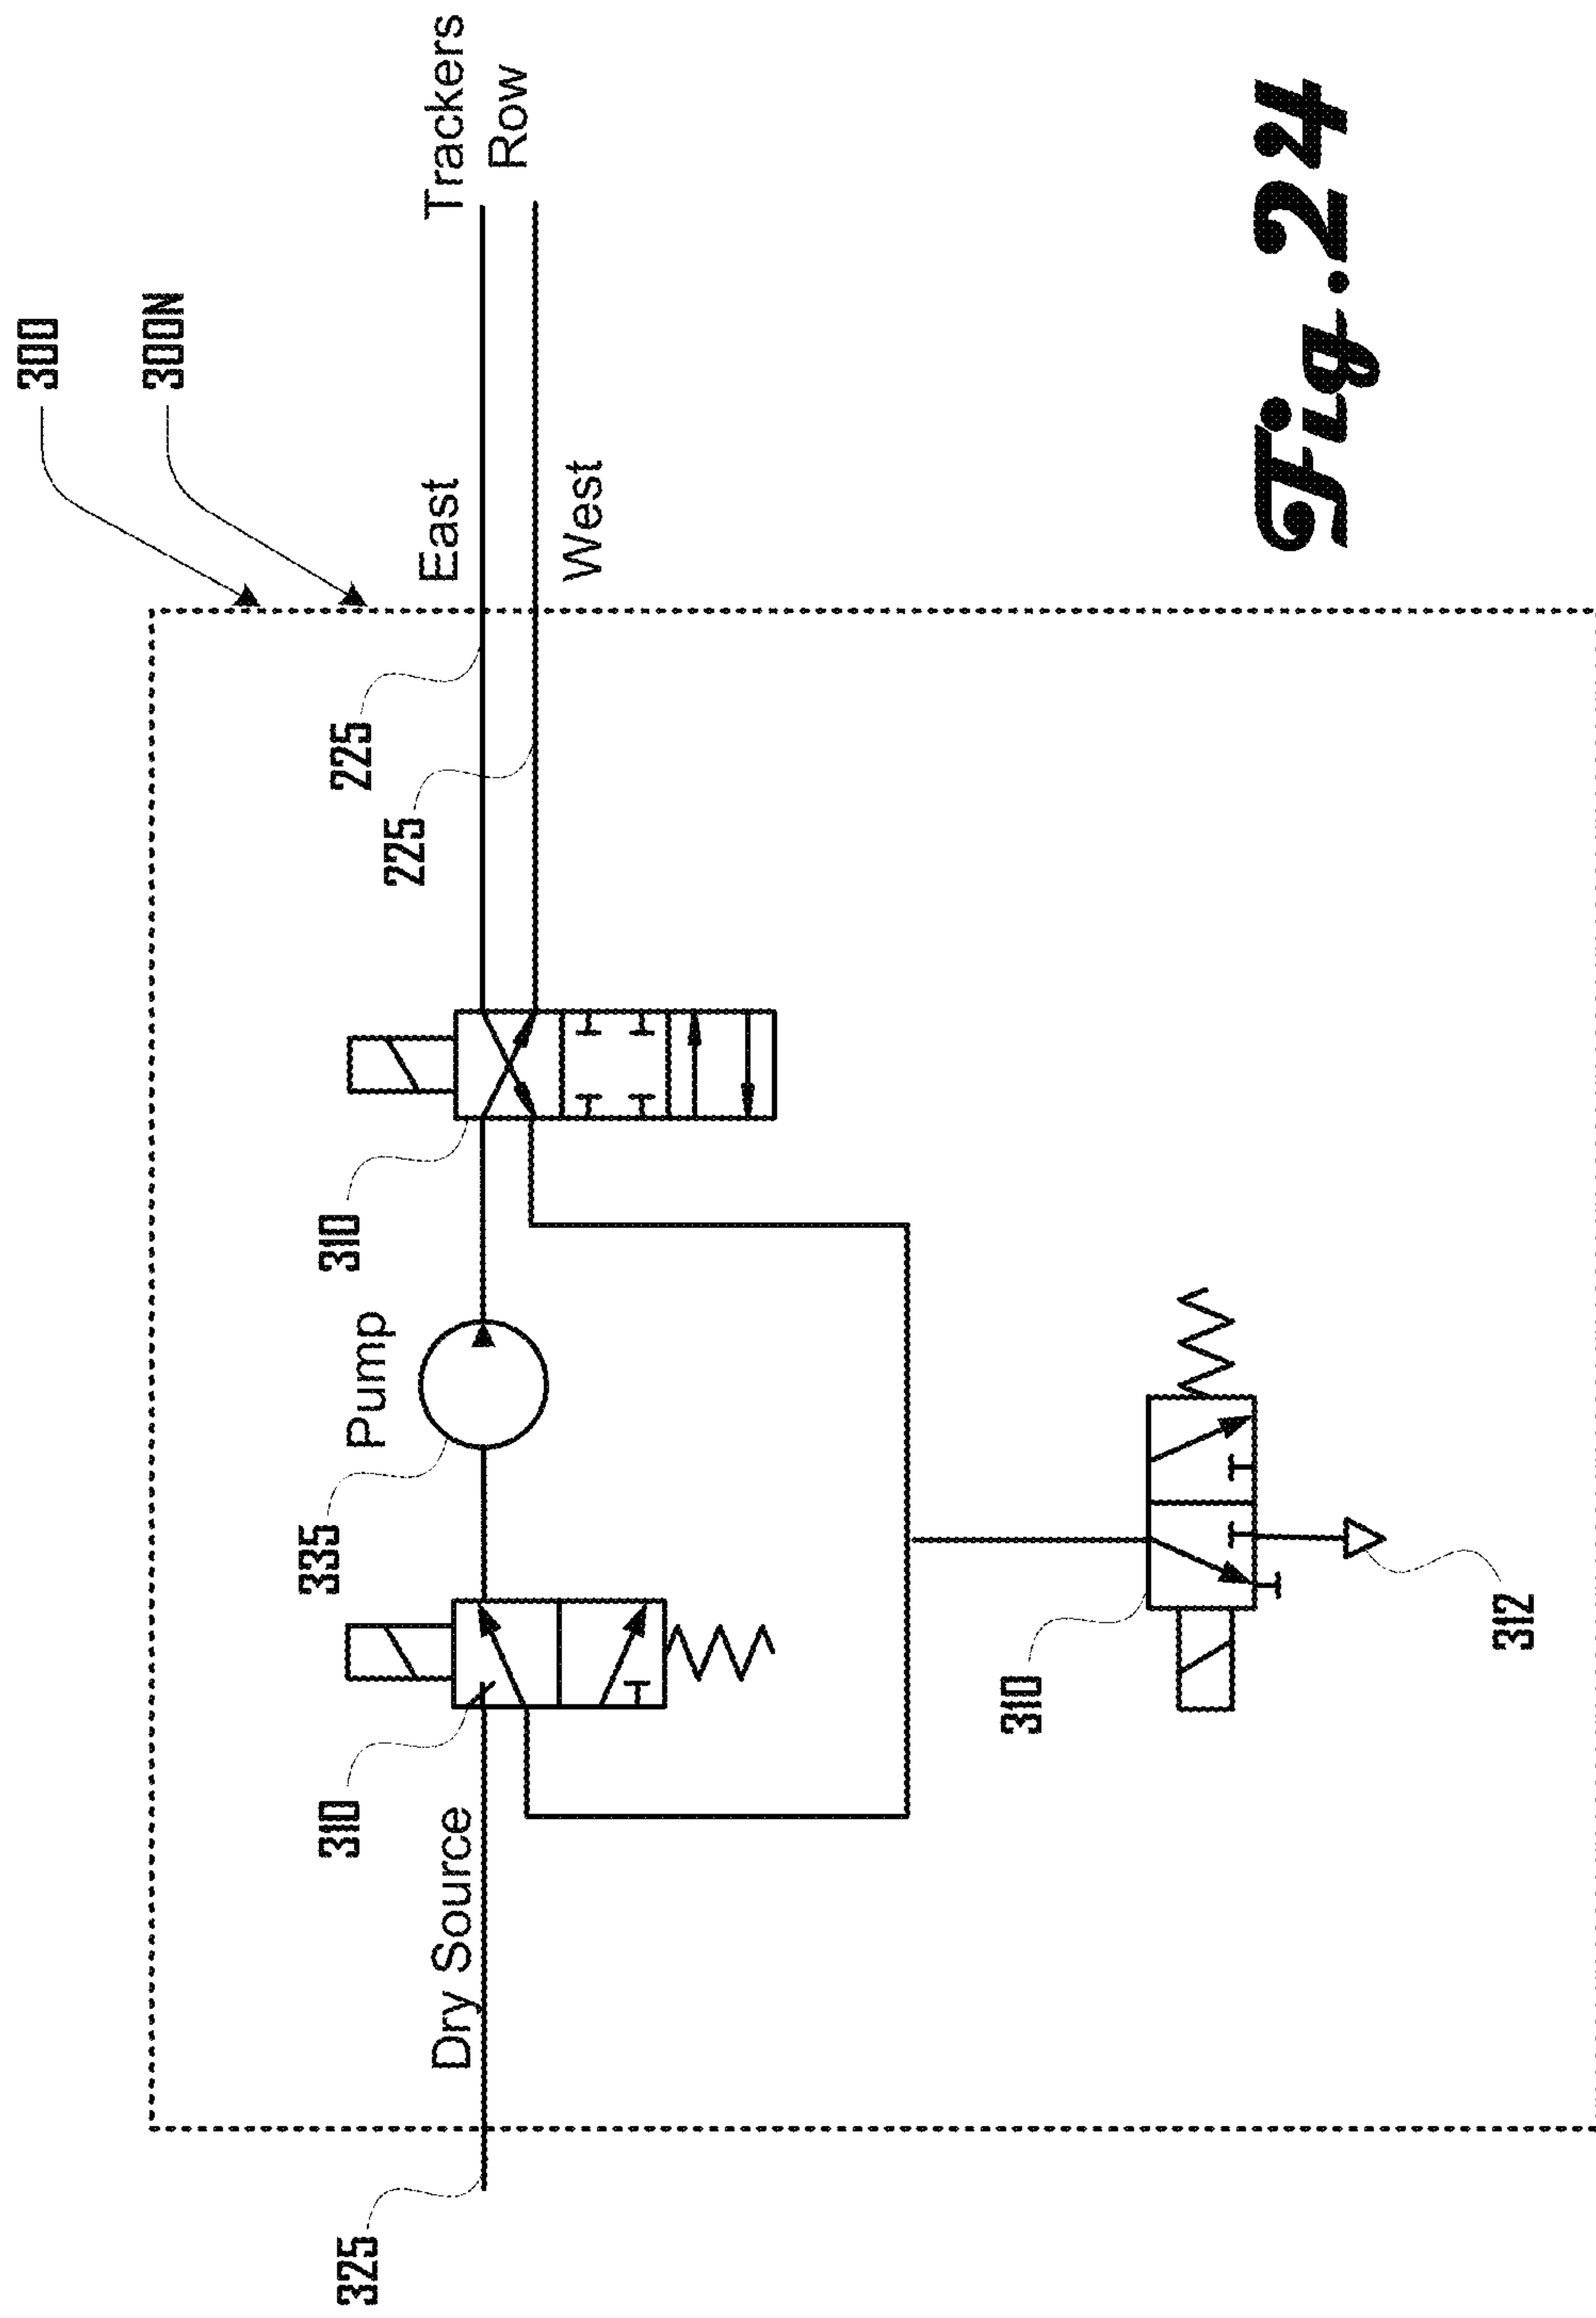 300
300N
Trackers
Row
East
West
225
225
310
Pump
335
310
Dry Source
325
310
312
Fig.24